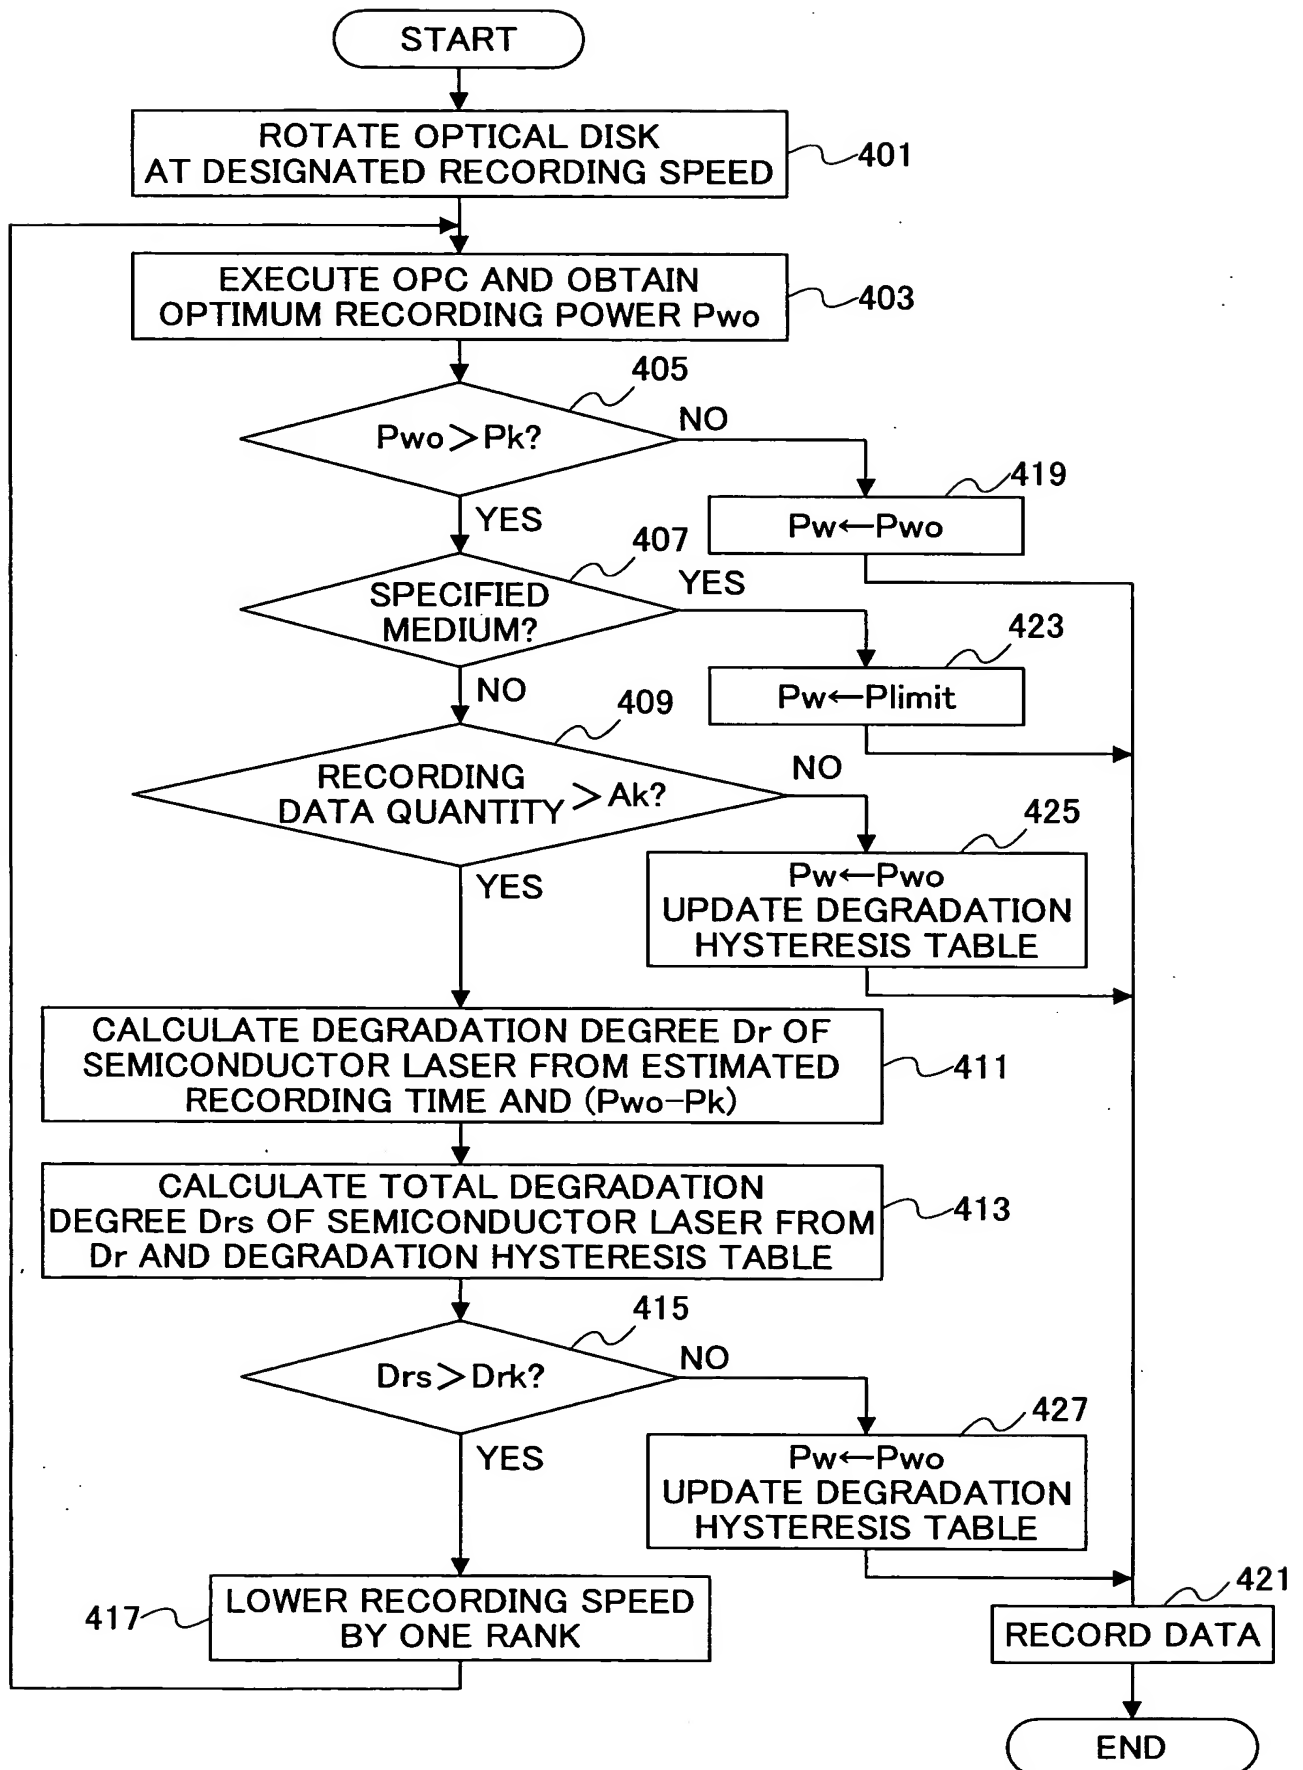 START
ROTATE OPTICAL DISK
AT DESIGNATED RECORDING SPEED
401
EXECUTE OPC AND OBTAIN
OPTIMUM RECORDING POWER Pwo
403
405
Pwo>Pk?
NO
YES
419
Pw←Pwo
407
SPECIFIED
MEDIUM?
YES
NO
423
Pw←Plimit
409
RECORDING
DATA QUANTITY > Ak?
NO
YES
425
Pw←Pwo
UPDATE DEGRADATION
HYSTERESIS TABLE
CALCULATE DEGRADATION DEGREE Dr OF
SEMICONDUCTOR LASER FROM ESTIMATED
RECORDING TIME AND (Pwo-Pk)
411
CALCULATE TOTAL DEGRADATION
DEGREE Drs OF SEMICONDUCTOR LASER FROM
Dr AND DEGRADATION HYSTERESIS TABLE
413
415
Drs>Drk?
NO
YES
427
Pw←Pwo
UPDATE DEGRADATION
HYSTERESIS TABLE
417
LOWER RECORDING SPEED
BY ONE RANK
421
RECORD DATA
END